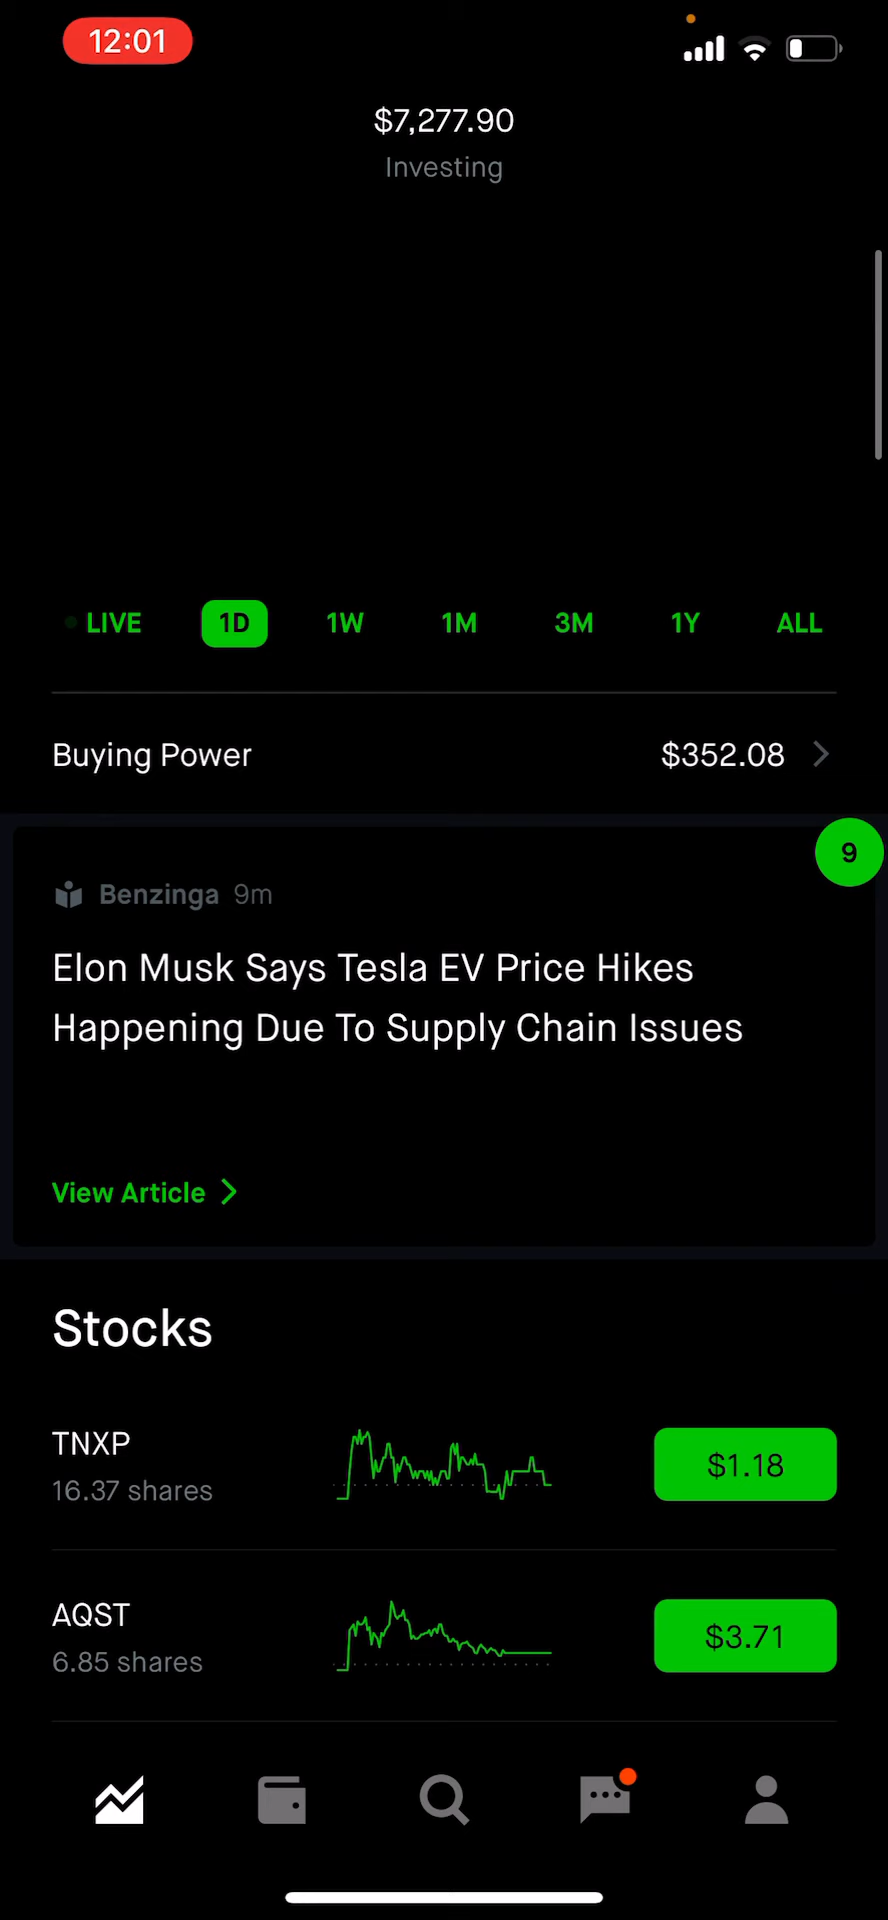 12:01
$7,277.90
Investing
LIVE 1D 1W 1M 3M 1Y ALL
Buying Power $352.08
9
Benzinga 9m
Elon Musk Says Tesla EV Price Hikes
Happening Due To Supply Chain Issues
View Article
Stocks
TNXP
16.37 shares
$1.18
AQST
6.85 shares
$3.71